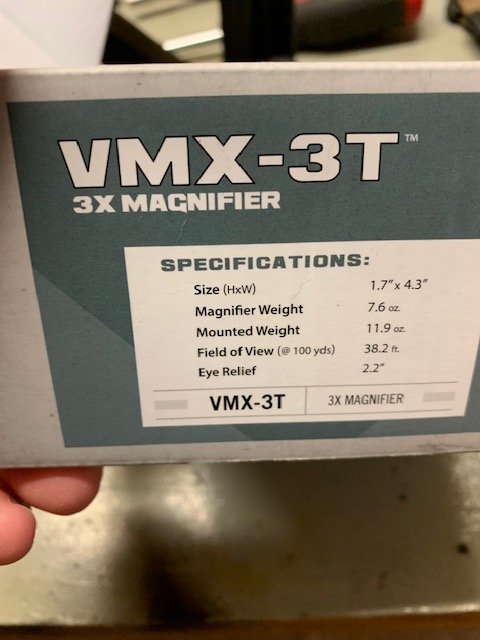 VMX-3T™
3X MAGNIFIER
SPECIFICATIONS:
Size (HxW) 1.7" x 4.3"
Magnifier Weight 7.6 oz.
Mounted Weight 11.9 oz.
Field of View (@ 100 yds) 38.2 ft.
Eye Relief 2.2"
VMX-3T 3X MAGNIFIER